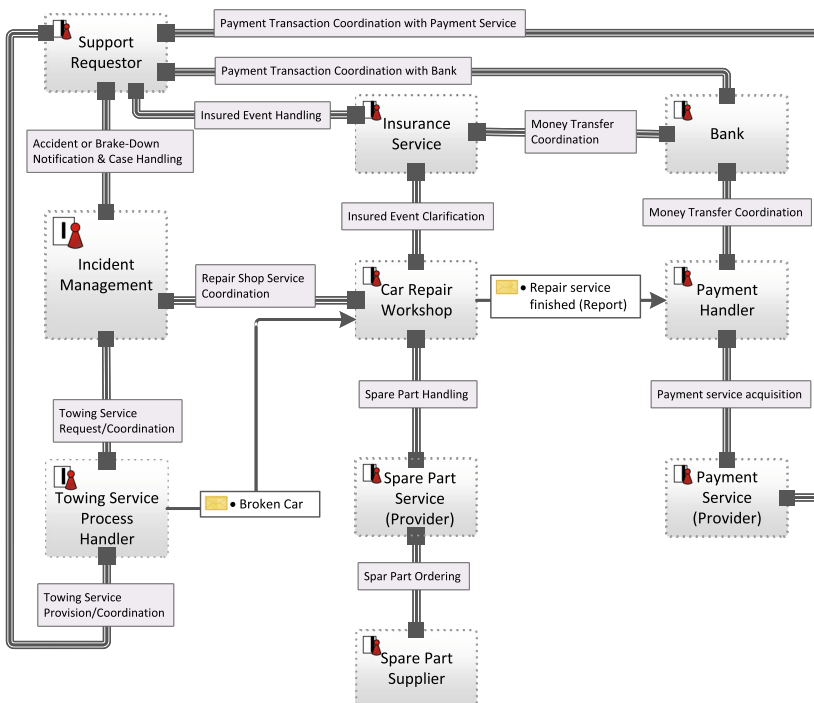 Payment Transaction Coordination with Payment Service
Support
Requestor
Payment Transaction Coordination with Bank
Insured Event Handling
Insurance
Service
Money Transfer
Coordination
Bank
Accident or Brake-Down
Notification & Case Handling
Insured Event Clarification
Money Transfer Coordination
Incident
Management
Repair Shop Service
Coordination
Car Repair
Workshop
• Repair service
finished (Report)
Payment
Handler
Towing Service
Request/Coordination
Spare Part Handling
Payment service acquisition
Towing Service
Process
Handler
• Broken Car
Spare Part
Service
(Provider)
Payment
Service
(Provider)
Towing Service
Provision/Coordination
Spar Part Ordering
Spare Part
Supplier